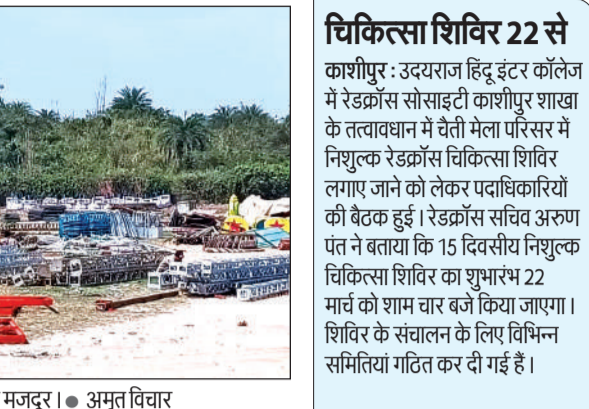 चिकित्सा शिविर 22 से
काशीपुर : उदयराज हिंदू इंटर कॉलेज
में रेडक्रॉस सोसाइटी काशीपुर शाखा
के तत्वावधान में चैती मेला परिसर में
निशुल्क रेडक्रॉस चिकित्सा शिविर
लगाए जाने को लेकर पदाधिकारियों
की बैठक हुई । रेडक्रॉस सचिव अरुण
पंत ने बताया कि 15 दिवसीय निशुल्क
चिकित्सा शिविर का शुभारंभ 22
मार्च को शाम चार बजे किया जाएगा ।
शिविर के संचालन के लिए विभिन्न
समितियां गठित कर दी गई हैं ।
मजदूर । ● अमृत विचार